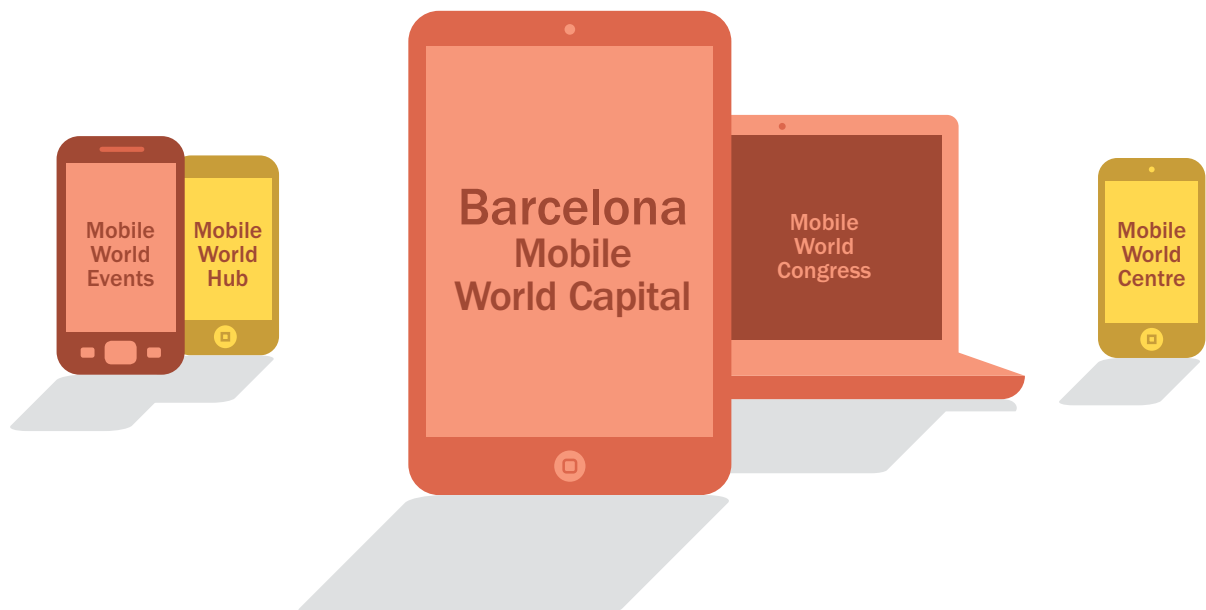 Mobile
World
Events
Mobile
World
Hub
Barcelona
Mobile
World Capital
Mobile
World
Congress
Mobile
World
Centre